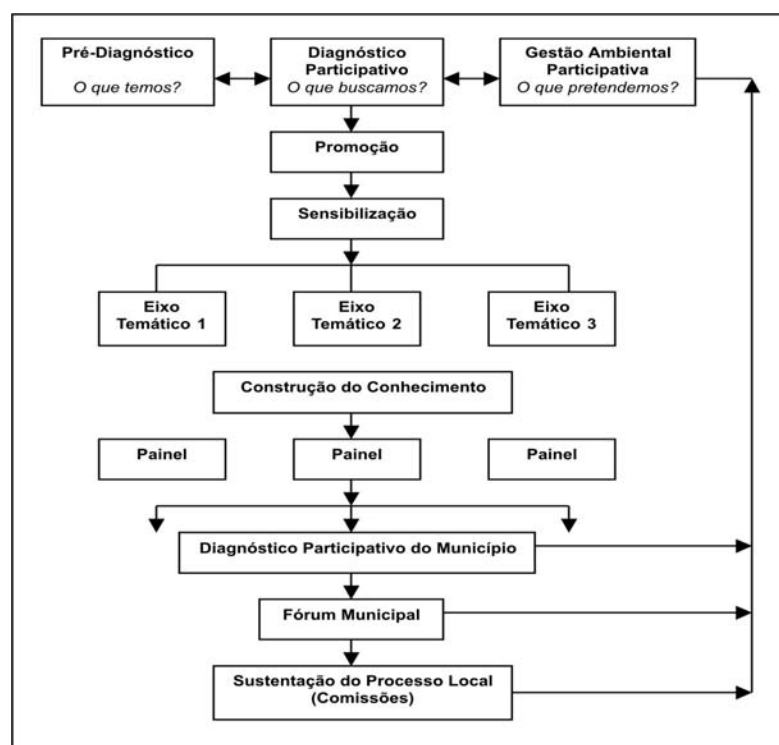 Pré-Diagnóstico
O que temos?
Diagnóstico
Participativo
O que buscamos?
Gestão Ambiental
Participativa
O que pretendemos?
Promoção
Sensibilização
Eixo
Temático 1
Eixo
Temático 2
Eixo
Temático 3
Construção do Conhecimento
Painel
Painel
Painel
Diagnóstico Participativo do Município
Fórum Municipal
Sustentação do Processo Local
(Comissões)